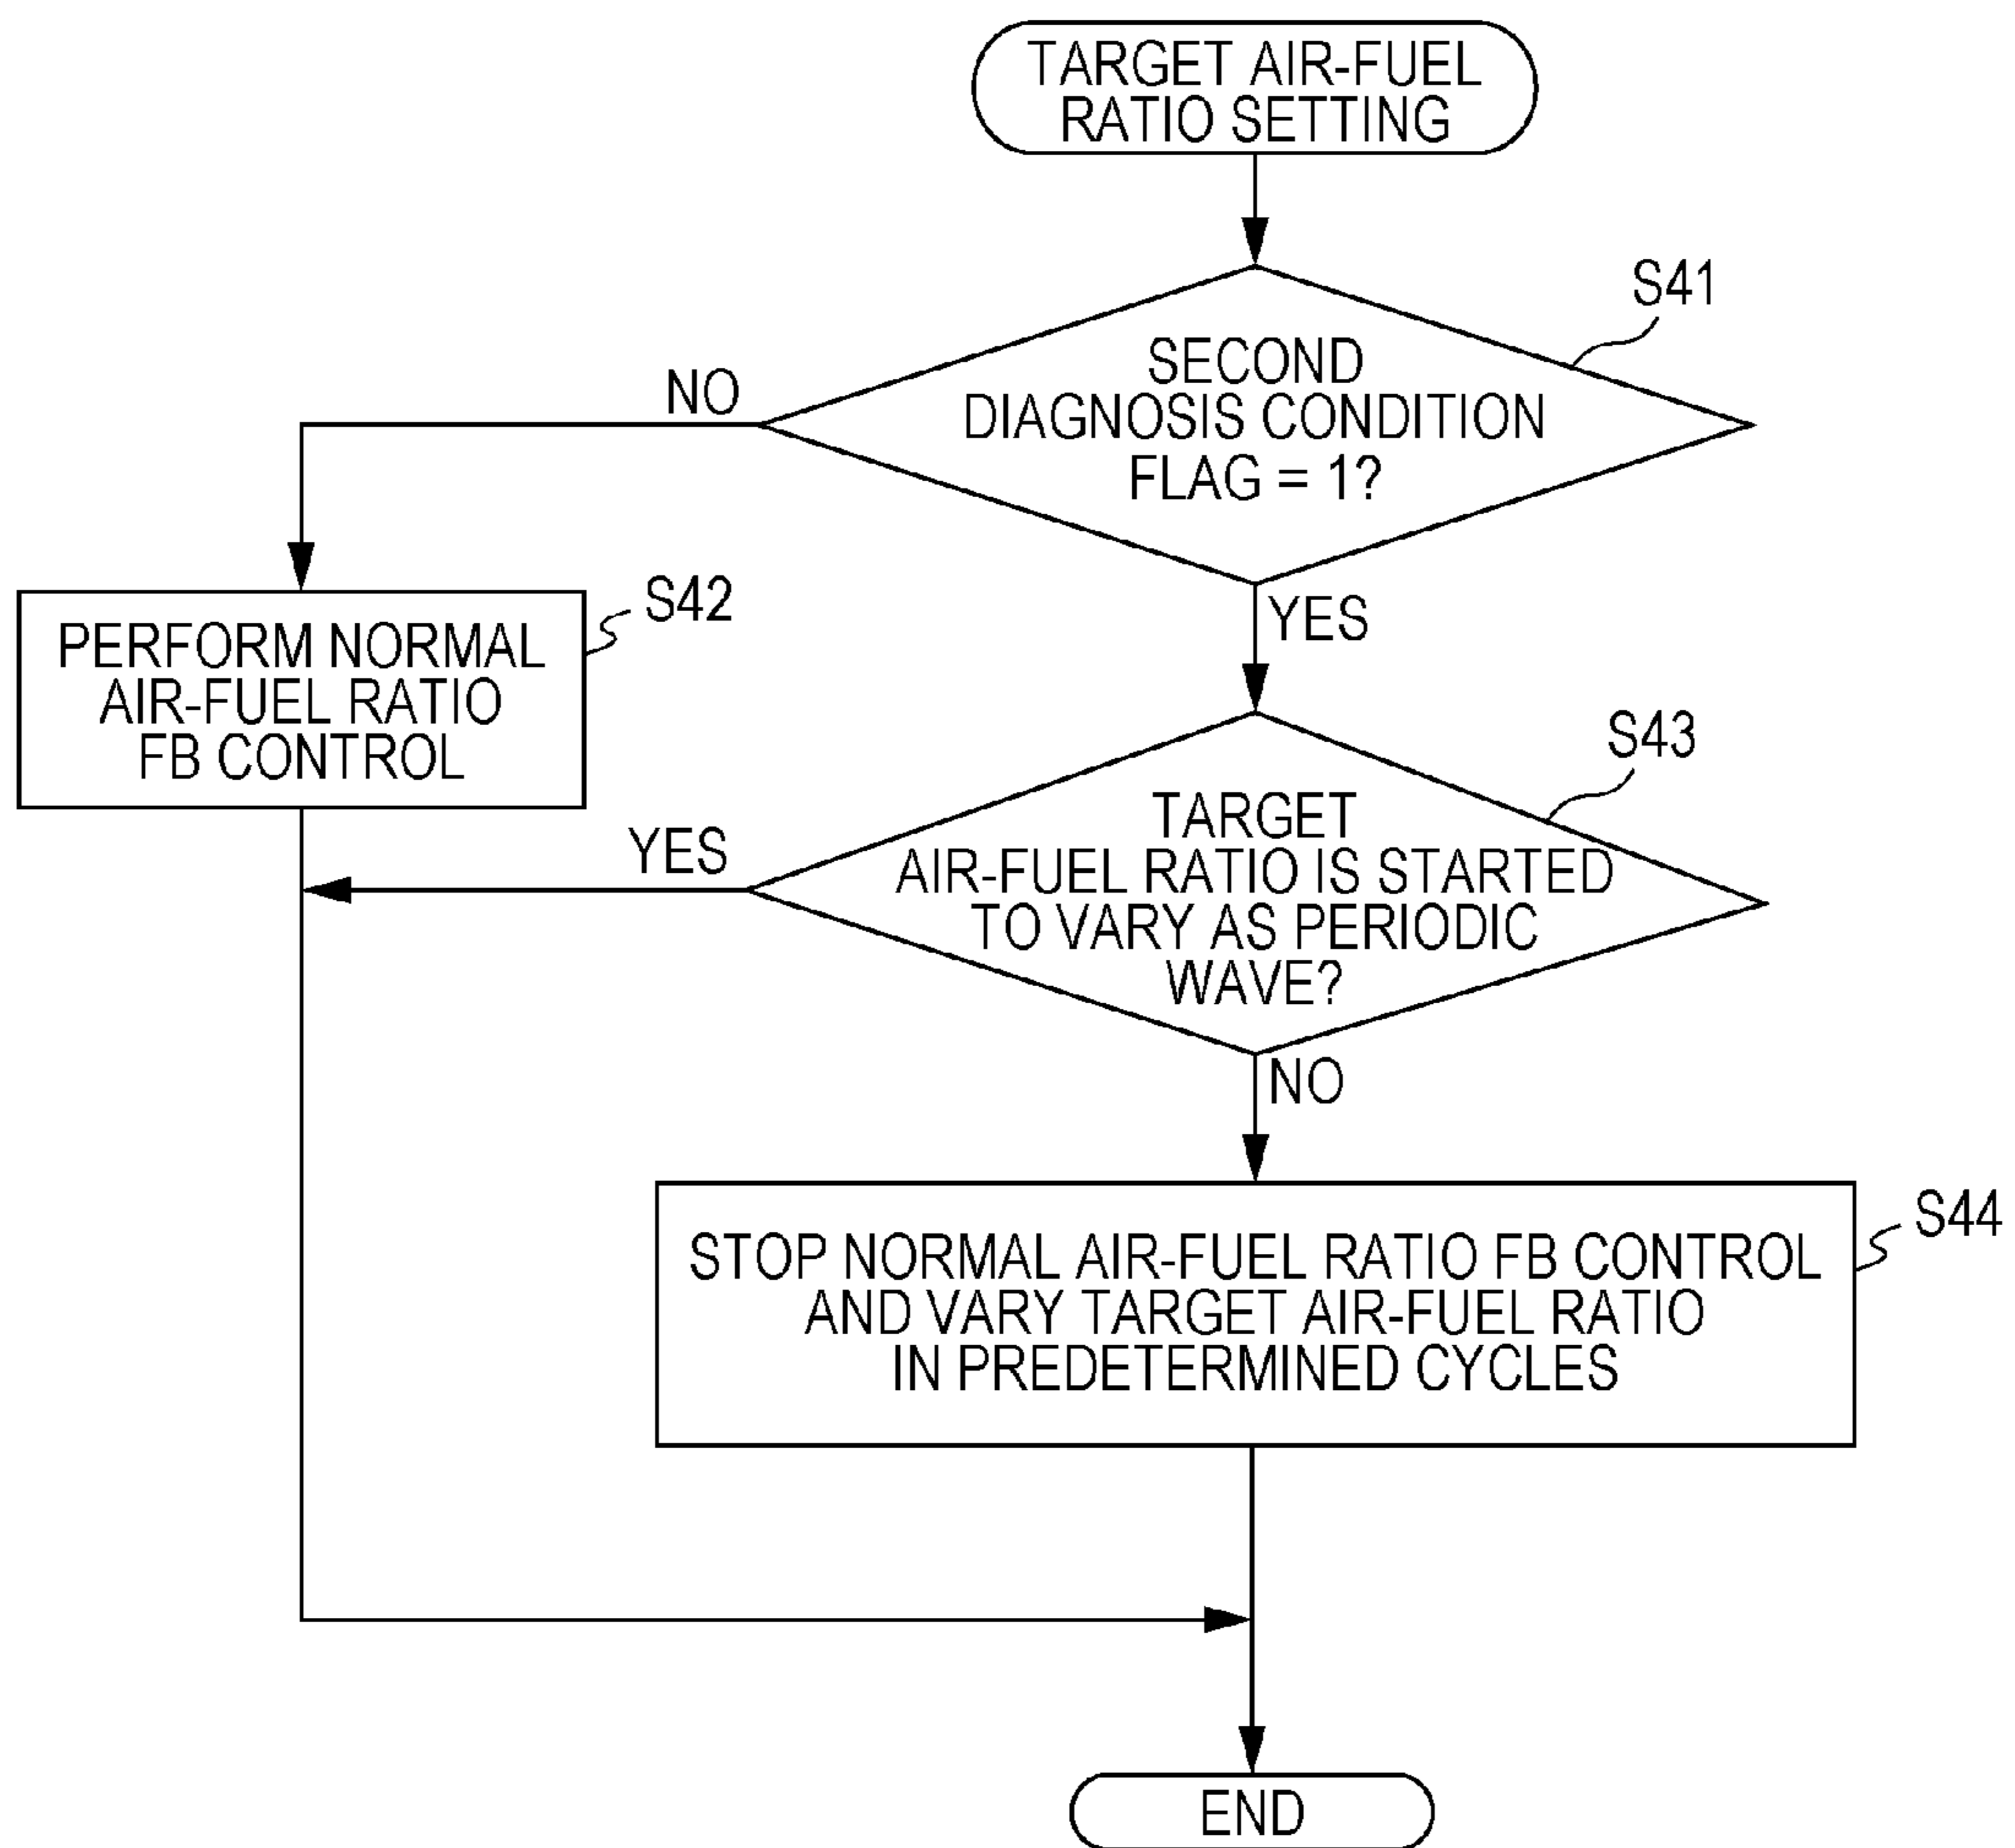 TARGET AIR-FUEL
RATIO SETTING
S41
SECOND
DIAGNOSIS CONDITION
FLAG = 1?
NO
YES
S42
PERFORM NORMAL
AIR-FUEL RATIO
FB CONTROL
S43
TARGET
AIR-FUEL RATIO IS STARTED
TO VARY AS PERIODIC
WAVE?
YES
NO
S44
STOP NORMAL AIR-FUEL RATIO FB CONTROL
AND VARY TARGET AIR-FUEL RATIO
IN PREDETERMINED CYCLES
END